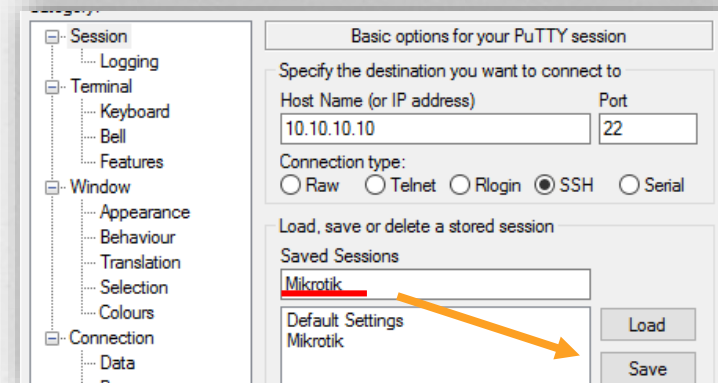 Session
Logging
Terminal
Keyboard
Bell
Features
Window
Appearance
Behaviour
Translation
Selection
Colours
Connection
Data
Basic options for your PuTTY session
Specify the destination you want to connect to
Host Name (or IP address) Port
10.10.10.10 22
Connection type:
Raw Telnet Rlogin SSH Serial
Load, save or delete a stored session
Saved Sessions
Mikrotik
Default Settings
Mikrotik
Load
Save